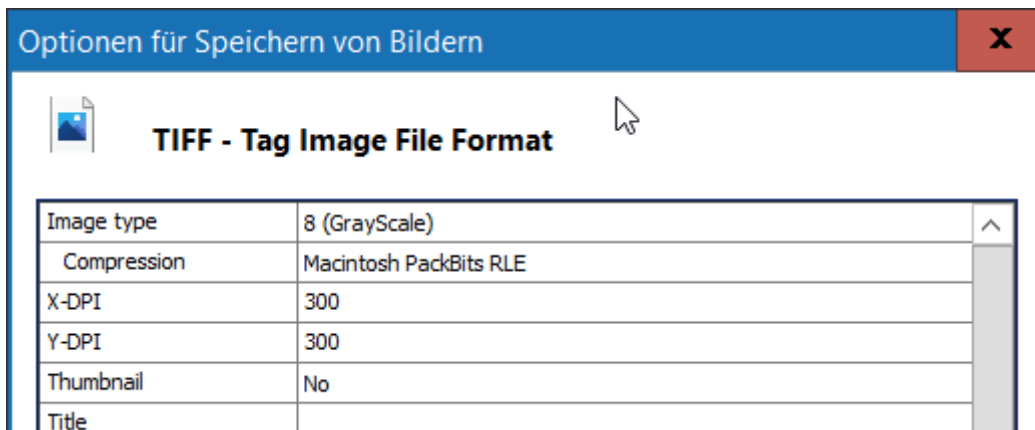 Optionen für Speichern von Bildern
TIFF - Tag Image File Format
Image type 8 (GrayScale)
Compression Macintosh PackBits RLE
X-DPI 300
Y-DPI 300
Thumbnail No
Title